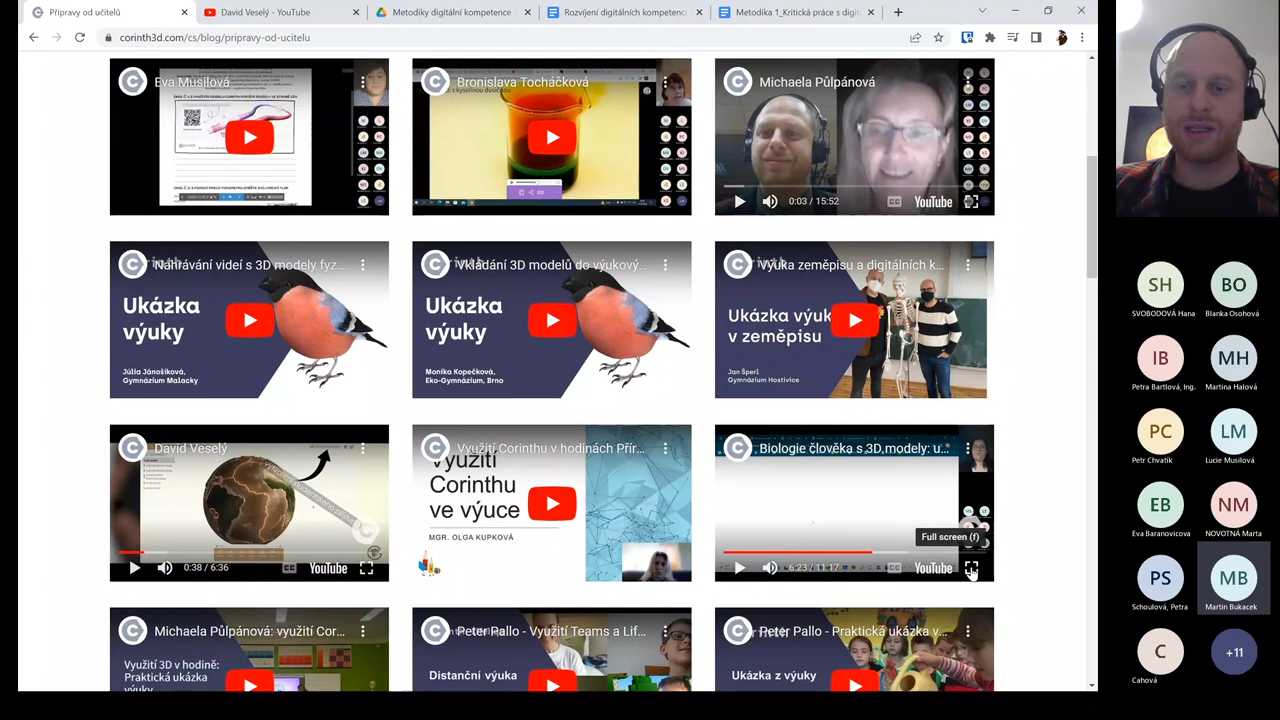 Přípravy od učitelů
David Veselý - YouTube
Metodiky digitální kompetence
Rozvíjení digitálních kompetencí
Metodika 1_Kritická práce s digit
corinth3d.com/cs/blog/pripravy-od-ucitelu
Eva Musilová
Bronislava Tocháčková
Michaela Půlpánová
0:03 / 15:52
YouTube
Nahrávání videí s 3D modely fyz...
Vkládání 3D modelů do výukový...
Výuka zeměpisu a digitálních k...
Ukázka
výuky
Júlia Jánošíková,
Gymnázium Malacky
Ukázka
výuky
Monika Kopečková,
Eko-Gymnázium, Brno
Ukázka výuk
v zeměpisu
Jan Šperl
Gymnázium Hostivice
David Veselý
0:38 / 6:36
YouTube
Využití Corinthu v hodinách Přír...
Využití
Corinthu
ve výuce
MGR. OLGA KUPKOVÁ
Biologie člověka s 3D modely: u...
Full screen (f)
6:23 / 11:17
YouTube
Michaela Půlpánová: využití Cor...
Využití 3D v hodině:
Praktická ukázka
výuky
Peter Pallo - Využití Teams a Lif...
Distanční výuka
Peter Pallo - Praktická ukázka v...
Ukázka z výuky
SH
SVOBODOVÁ Hana
BO
Blanka Osohová
IB
Petra Bartlová, Ing.
MH
Martina Halová
PC
Petr Chvatík
LM
Lucie Musilová
EB
Eva Baranovicova
NM
NOVOTNÁ Marta
PS
Schoulová, Petra
MB
Martin Bukacek
C
Cahová
+11